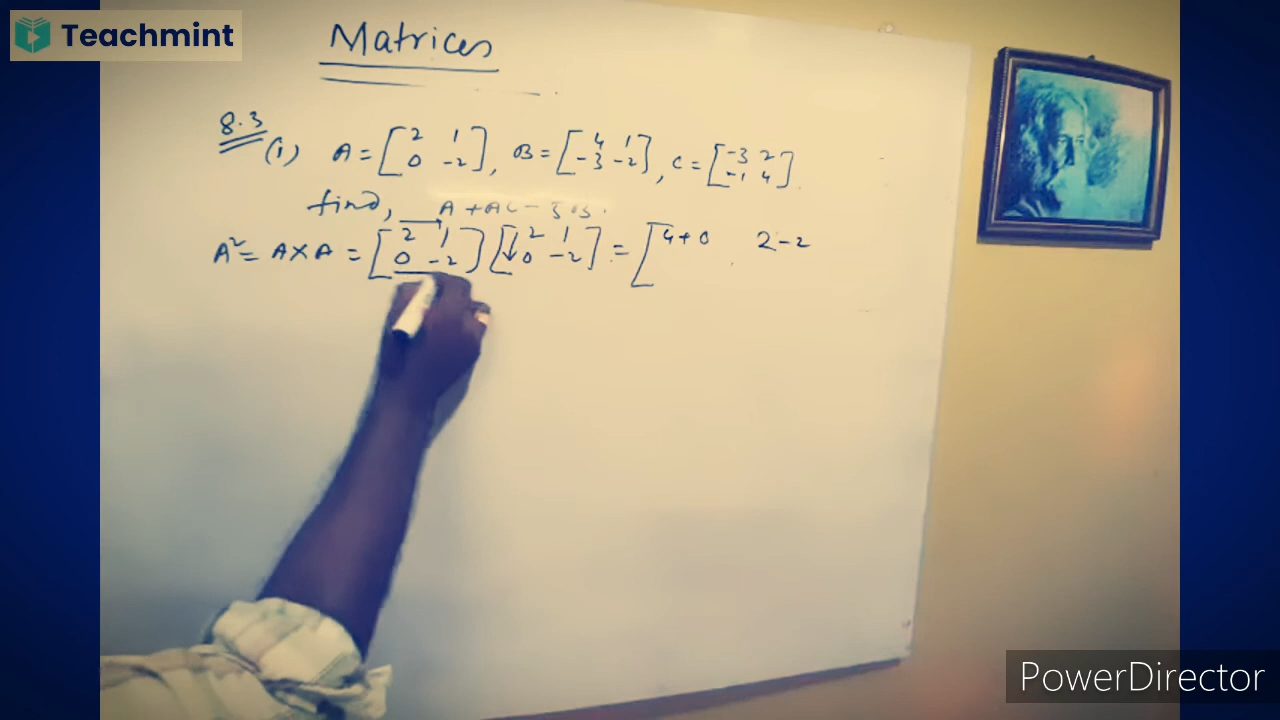 Teachmint
Matrices
8.3
(i) A = [2 1 0 -2], B = [4 1 -3 -2], C = [-3 2 -1 4]
find,
A² = A × A = [2 1 0 -2] [2 1 0 -2] = [4+0 2-2
PowerDirector